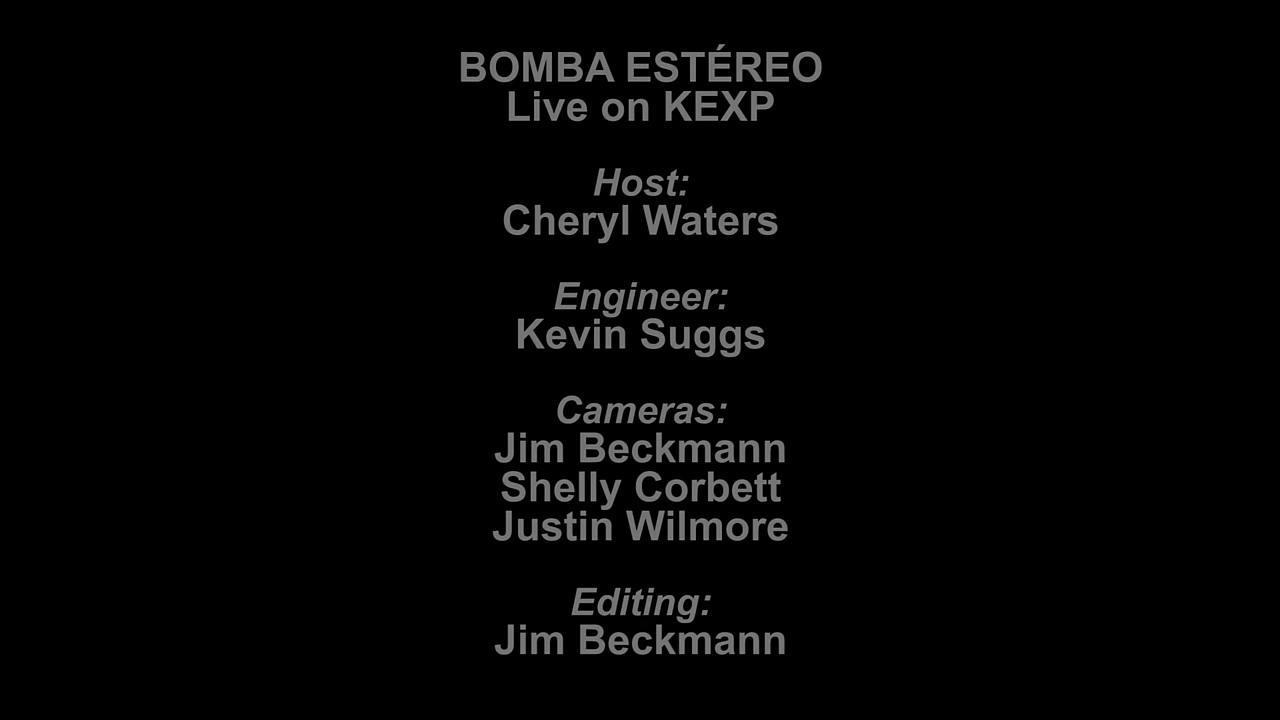 BOMBA ESTÉREO
Live on KEXP
Host:
Cheryl Waters
Engineer:
Kevin Suggs
Cameras:
Jim Beckmann
Shelly Corbett
Justin Wilmore
Editing:
Jim Beckmann